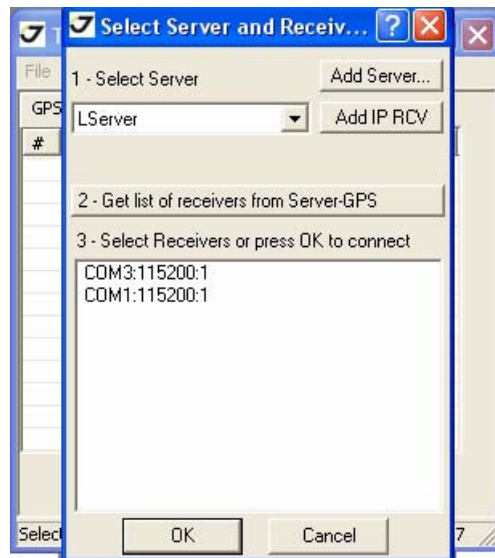 Select Server and Receiv...
File
1 - Select Server
Add Server...
GPS
LServer
Add IP RCV
#
2 - Get list of receivers from Server-GPS
3 - Select Receivers or press OK to connect
COM3:115200:1
COM1:115200:1
Selec
OK
Cancel
7